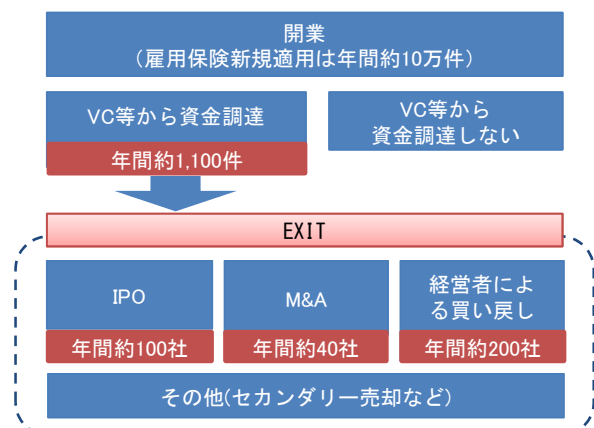 開業
（雇用保険新規適用は年間約10万件）
VC等から資金調達
年間約1,100件
VC等から
資金調達しない
EXIT
IPO
年間約100社
M&A
年間約40社
経営者によ
る買い戻し
年間約200社
その他(セカンダリー売却など)